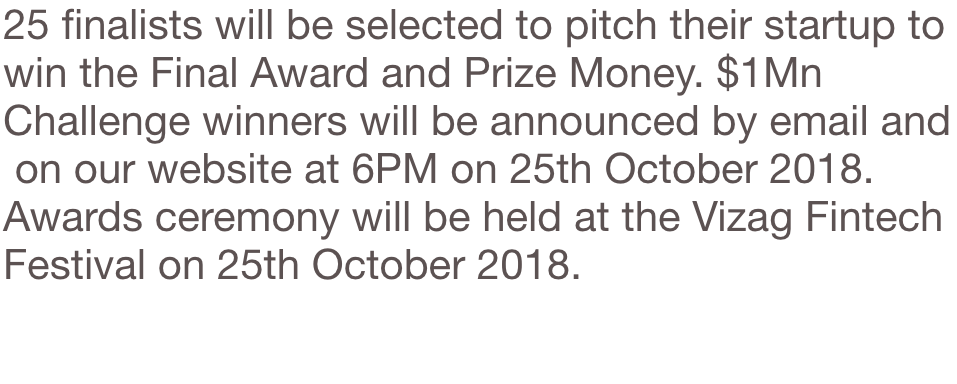 25 finalists will be selected to pitch their startup to
win the Final Award and Prize Money. $1Mn
Challenge winners will be announced by email and
on our website at 6PM on 25th October 2018.
Awards ceremony will be held at the Vizag Fintech
Festival on 25th October 2018.